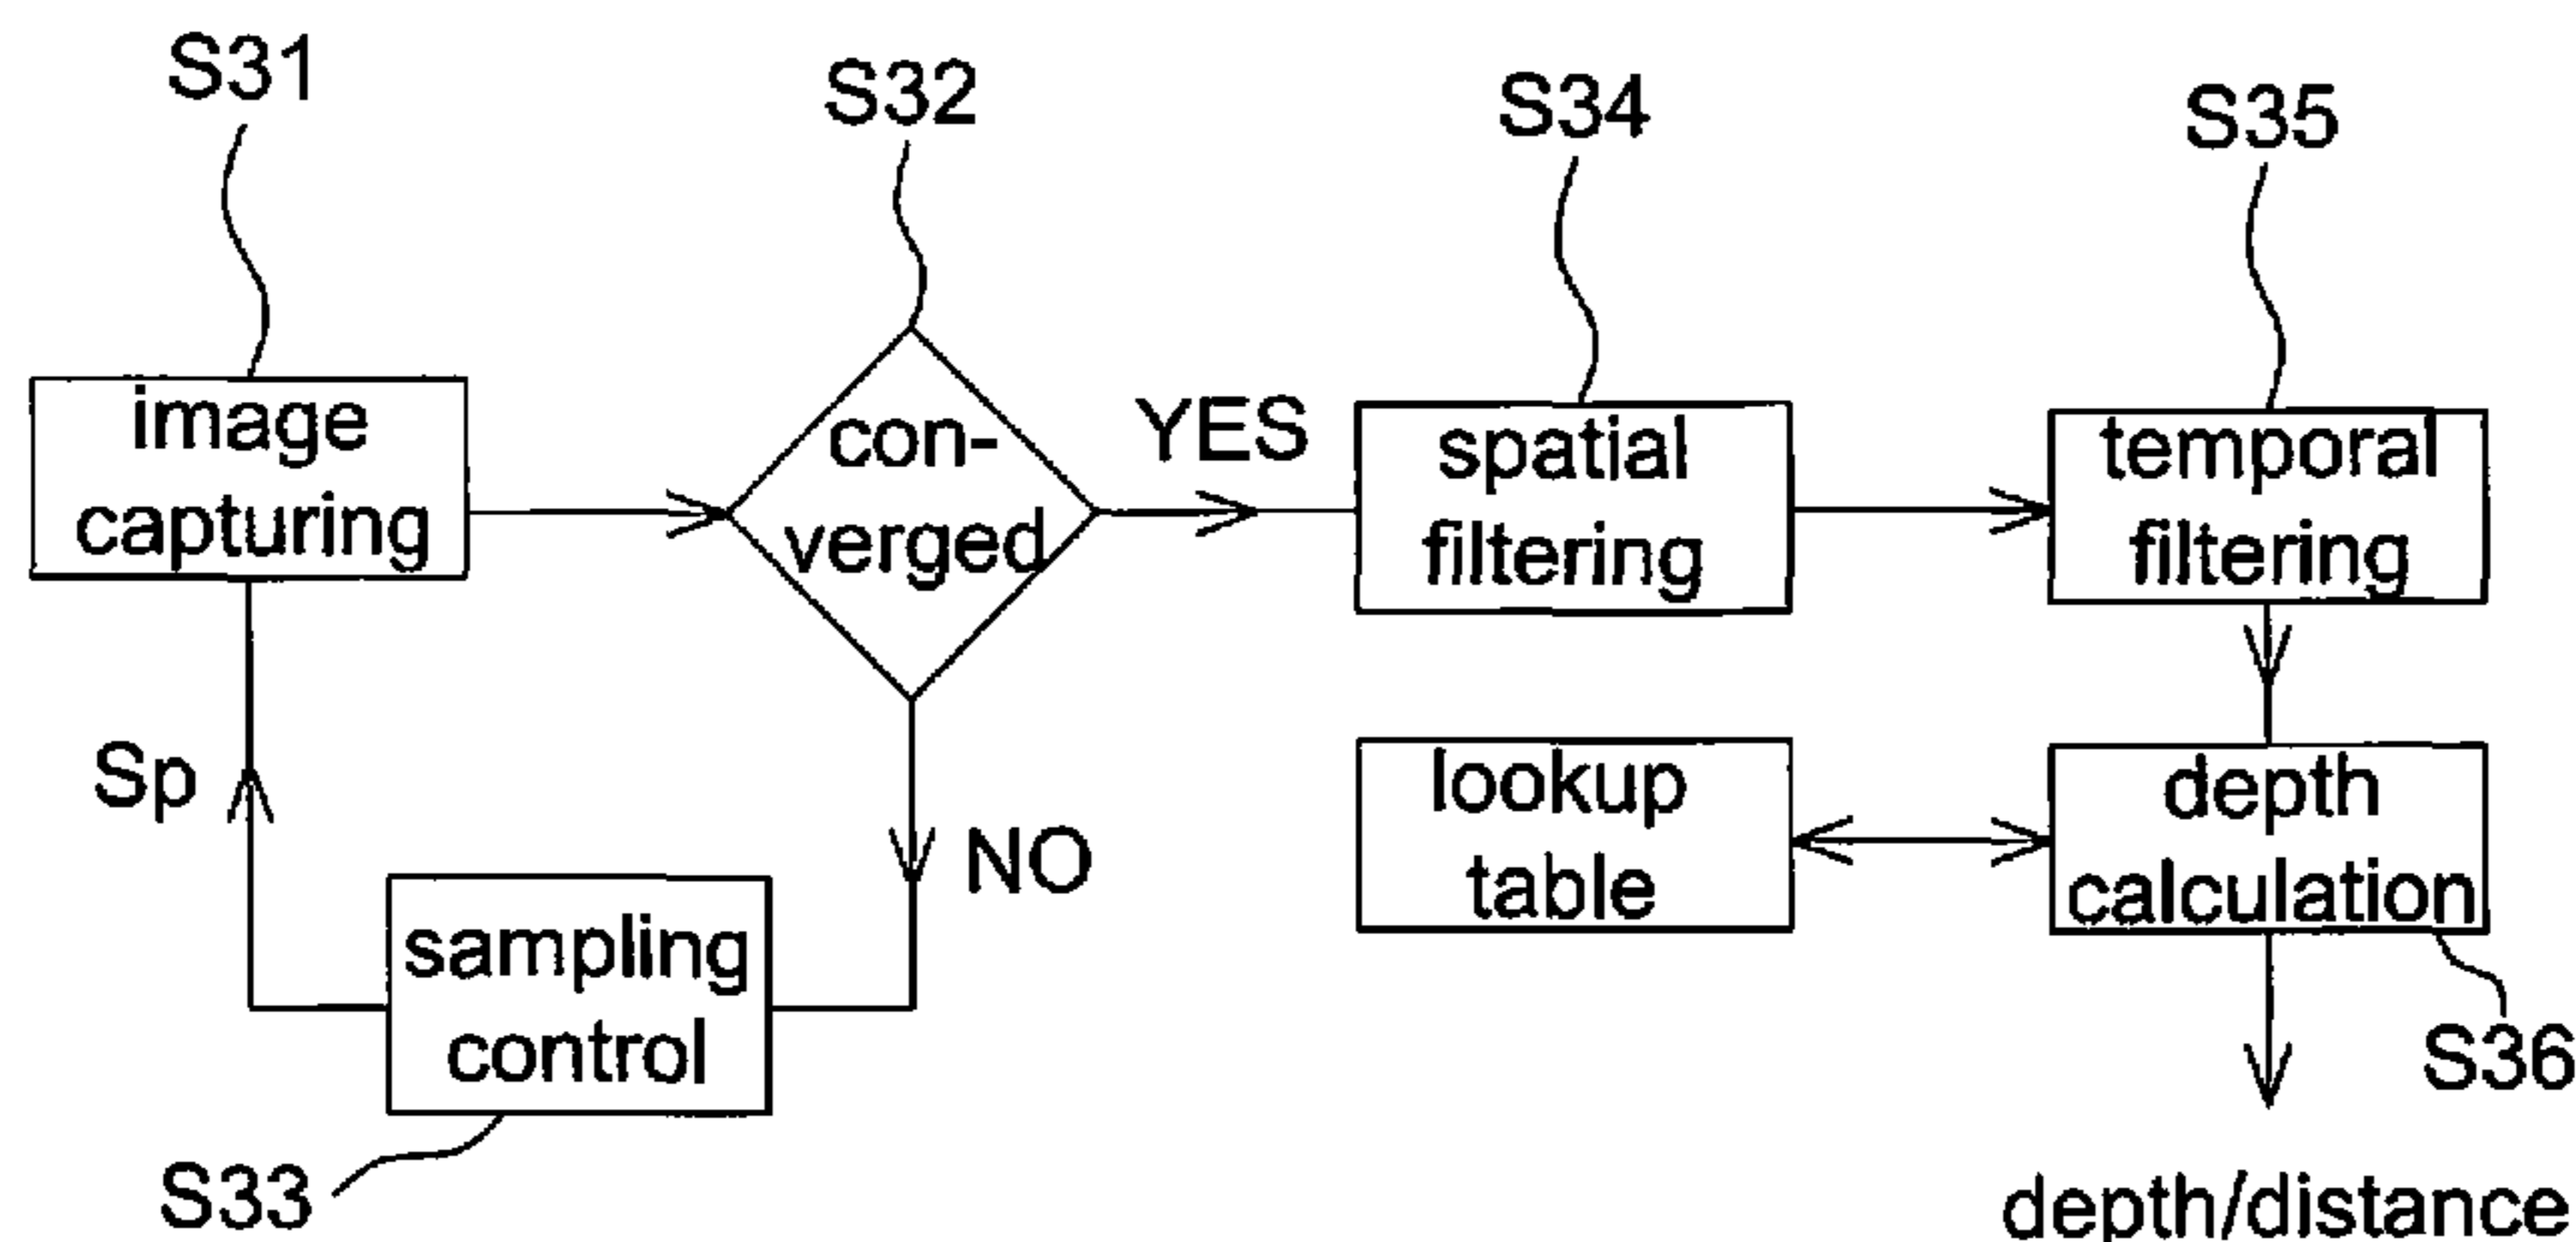 S31
S32
S34
S35
image
capturing
con-
verged
YES
spatial
filtering
temporal
filtering
Sp
NO
lookup
table
depth
calculation
sampling
control
S36
S33
depth/distance